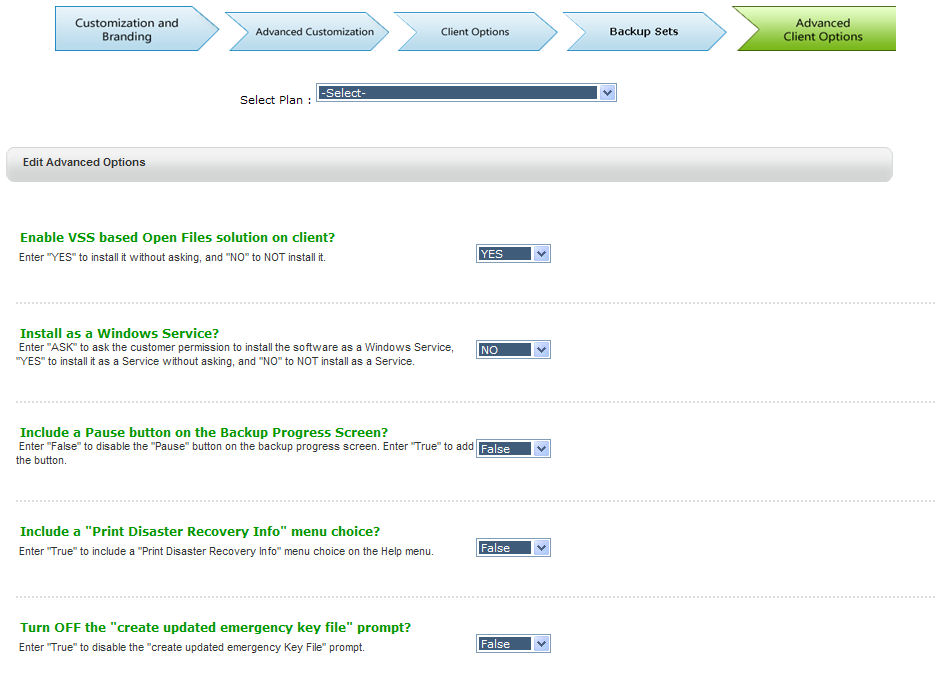 Customization and
Branding
Advanced Customization
Client Options
Backup Sets
Advanced
Client Options
Select Plan :
-Select-
Edit Advanced Options
Enable VSS based Open Files solution on client?
Enter "YES" to install it without asking, and "NO" to NOT install it.
YES
Install as a Windows Service?
Enter "ASK" to ask the customer permission to install the software as a Windows Service,
"YES" to install it as a Service without asking, and "NO" to NOT install as a Service.
NO
Include a Pause button on the Backup Progress Screen?
Enter "False" to disable the "Pause" button on the backup progress screen. Enter "True" to add
the button.
False
Include a "Print Disaster Recovery Info" menu choice?
Enter "True" to include a "Print Disaster Recovery Info" menu choice on the Help menu.
False
Turn OFF the "create updated emergency key file" prompt?
Enter "True" to disable the "create updated emergency Key File" prompt.
False